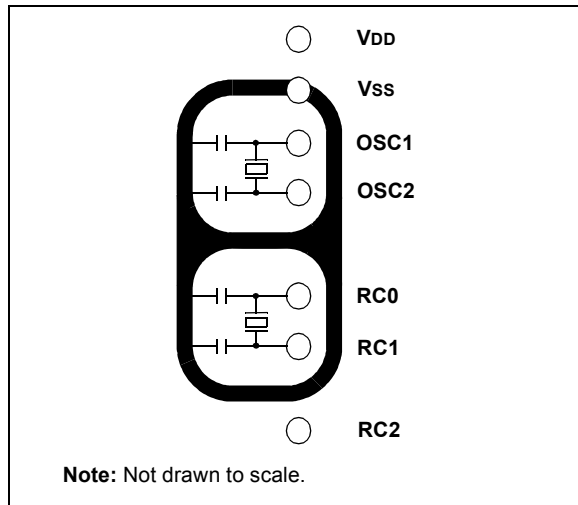 VDD
VSS
OSC1
OSC2
RC0
RC1
RC2
Note: Not drawn to scale.